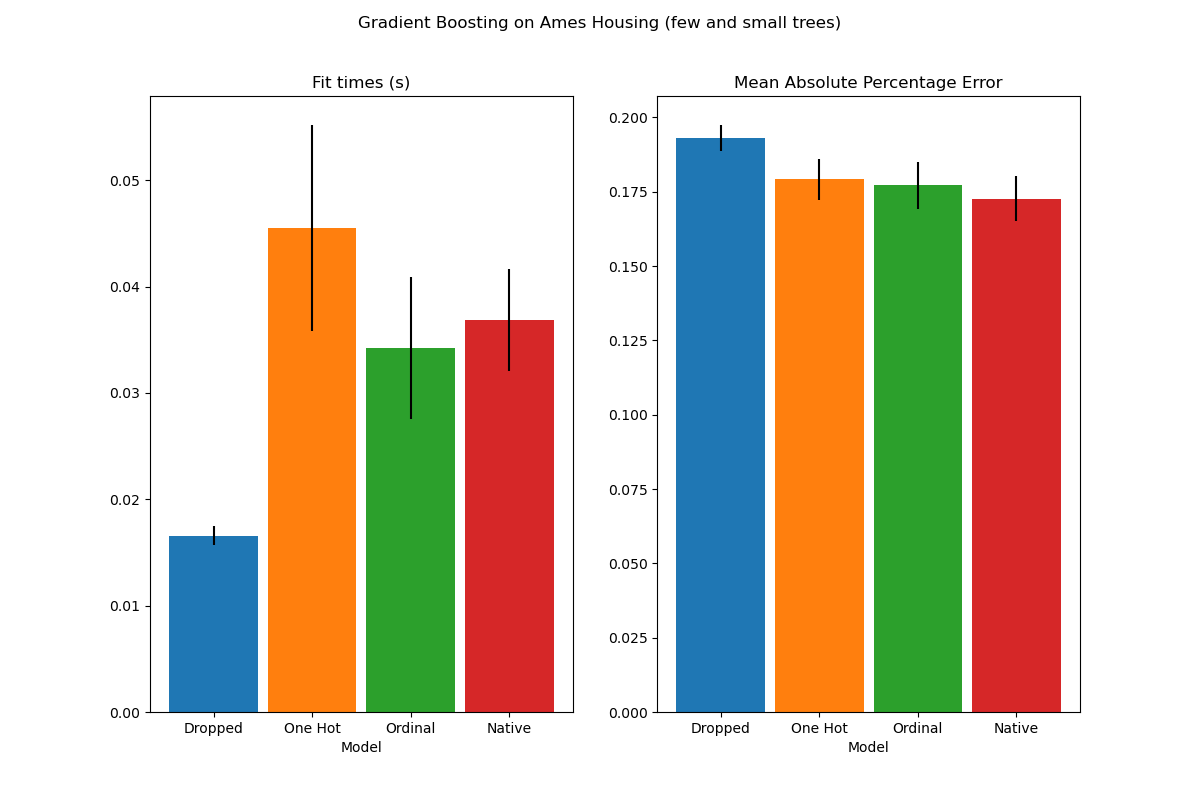 Gradient Boosting on Ames Housing (few and small trees)
Fit times (s)
0.05
0.04
0.03
0.02
0.01
0.00
Dropped One Hot Ordinal Native
Model
Mean Absolute Percentage Error
0.200
0.175
0.150
0.125
0.100
0.075
0.050
0.025
0.000
Dropped One Hot Ordinal Native
Model